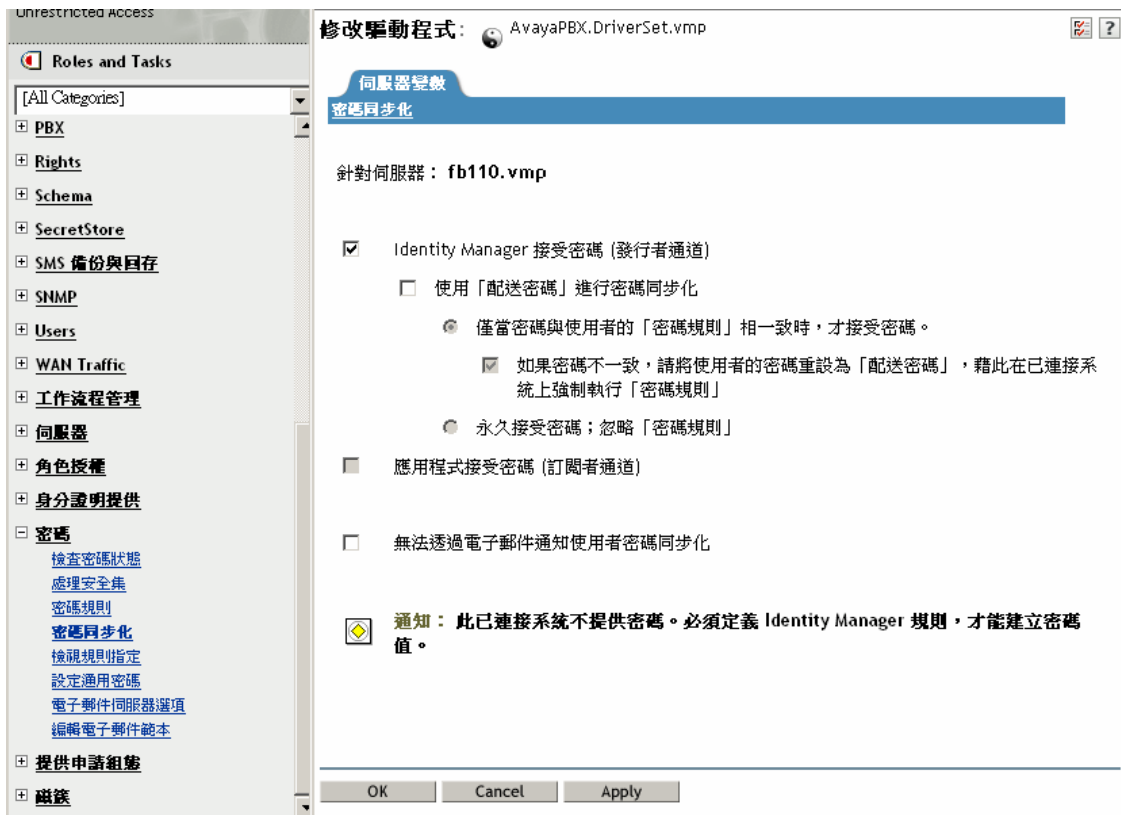 Unrestricted Access
Roles and Tasks
[All Categories]
PBX
Rights
Schema
SecretStore
SMS 備份與回存
SNMP
Users
WAN Traffic
工作流程管理
伺服器
角色授權
身分證明提供
密碼
檢查密碼狀態
處理安全集
密碼規則
密碼同步化
檢視規則指定
設定通用密碼
電子郵件伺服器選項
編輯電子郵件範本
提供申請組態
磁簇
修改驅動程式: AvayaPBX.DriverSet.vmp
?
伺服器變數
密碼同步化
針對伺服器： fb110.vmp
Identity Manager 接受密碼 (發行者通道)
使用「配送密碼」進行密碼同步化
僅當密碼與使用者的「密碼規則」相一致時，才接受密碼。
如果密碼不一致，請將使用者的密碼重設為「配送密碼」，藉此在已連接系
統上強制執行「密碼規則」
永久接受密碼；忽略「密碼規則」
應用程式接受密碼 (訂閱者通道)
無法透過電子郵件通知使用者密碼同步化
通知： 此已連接系統不提供密碼。必須定義 Identity Manager 規則，才能建立密碼
值。
OK
Cancel
Apply